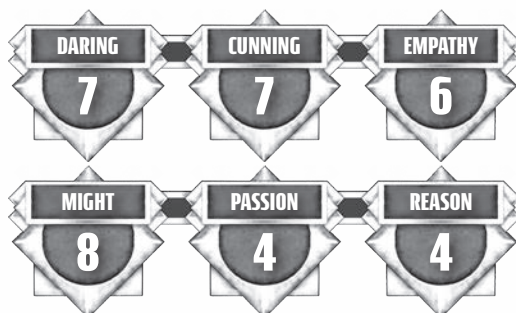 DARING CUNNING EMPATHY
7 7 6
MIGHT PASSION REASON
8 4 4